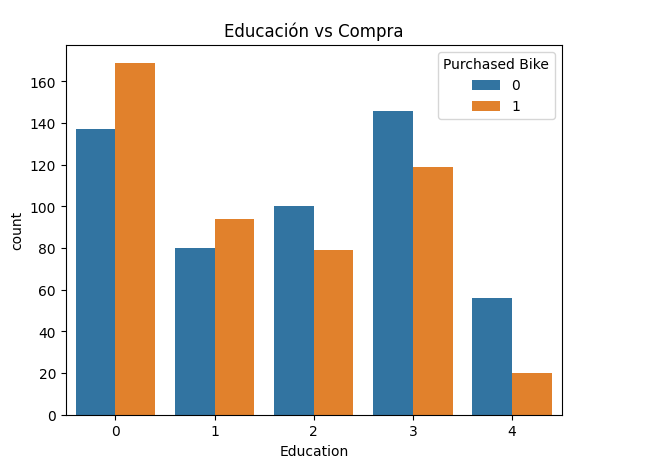 Educación vs Compra
Purchased Bike
0
1
count
160
140
120
100
80
60
40
20
0
0 1 2 3 4
Education